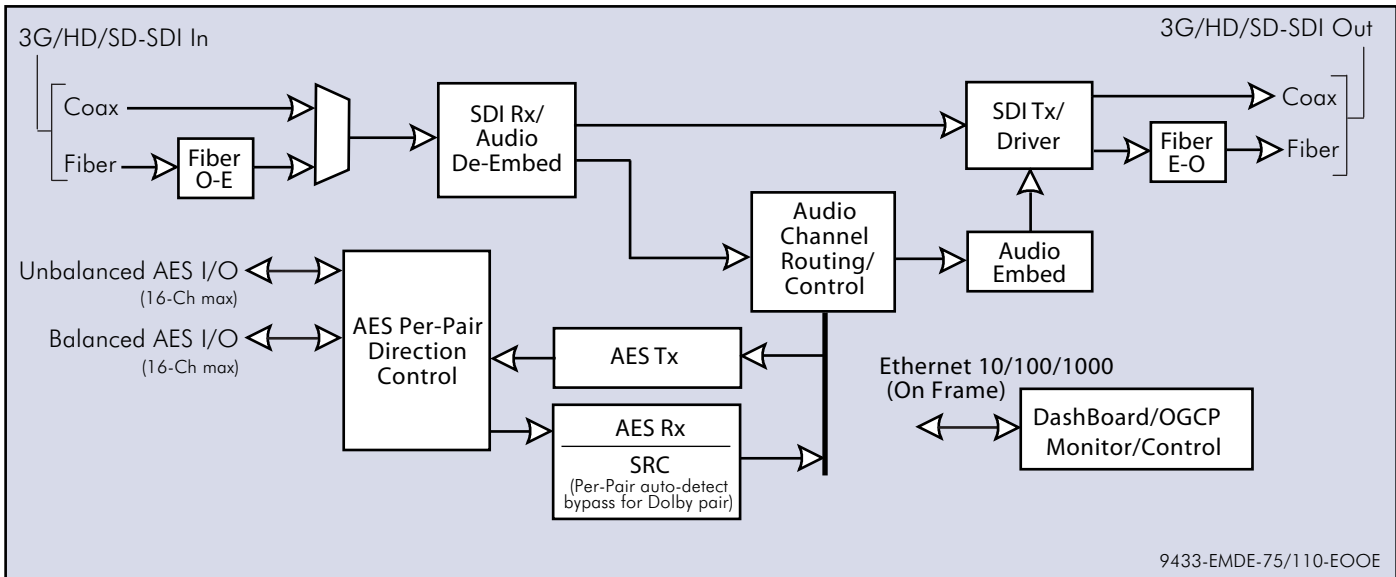 3G/HD/SD-SDI In
3G/HD/SD-SDI Out
Coax
Fiber
Fiber
O-E
SDI Rx/
Audio
De-Embed
SDI Tx/
Driver
Coax
Fiber
E-O
Fiber
Audio
Channel
Routing/
Control
Audio
Embed
Unbalanced AES I/O
(16-Ch max)
Balanced AES I/O
(16-Ch max)
AES Per-Pair
Direction
Control
AES Tx
AES Rx
SRC
(Per-Pair auto-detect
bypass for Dolby pair)
Ethernet 10/100/1000
(On Frame)
DashBoard/OGCP
Monitor/Control
9433-EMDE-75/110-EOOE